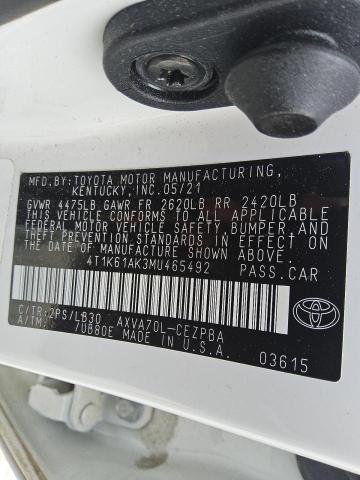 MFD.BY:TOYOTA MOTOR MANUFACTURING,
KENTUCKY,INC.05/21
GVWR 4475LB GAWR FR 2620LB RR 2420LB
THIS VEHICLE CONFORMS TO ALL APPLICABLE
FEDERAL MOTOR VEHICLE SAFETY, BUMPER, AND
THEFT PREVENTION STANDARDS IN EFFECT ON
THE DATE OF MANUFACTURE SHOWN ABOVE.
4T1K61AK3MU465492 PASS.CAR
C/TR:2PS/LB30 AXVA70L-CEZPBA
A/TM: /UB80E MADE IN U.S.A.
03615
TOYOTA